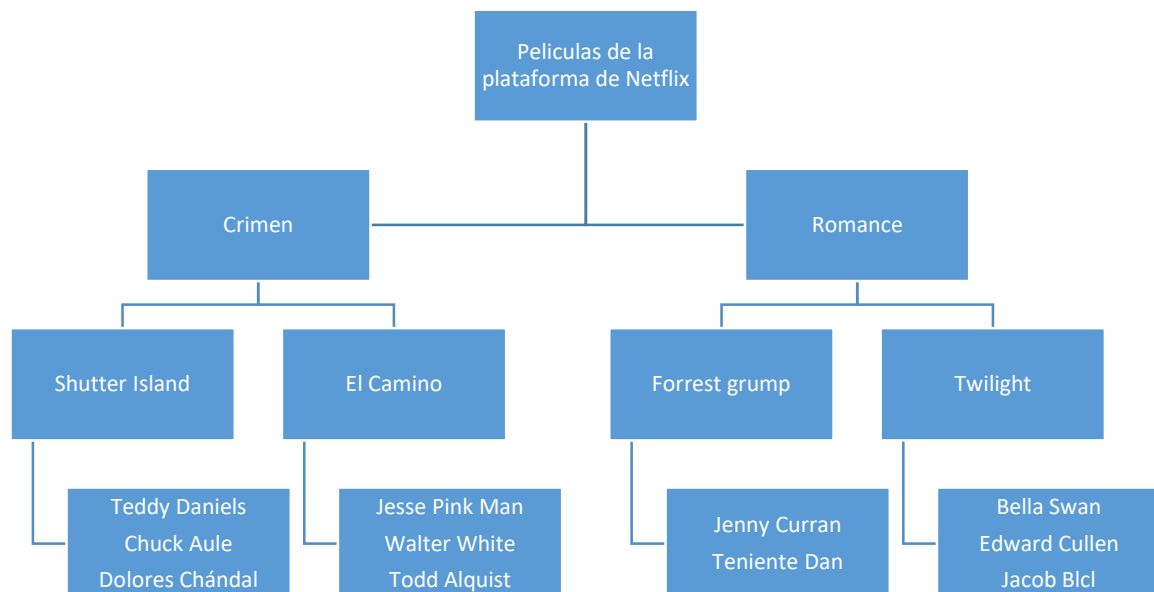 Peliculas de la
plataforma de Netflix
Crimen
Romance
Shutter Island
El Camino
Forrest grump
Twilight
Teddy Daniels
Chuck Aule
Dolores Chándal
Jesse Pink Man
Walter White
Todd Alquist
Jenny Curran
Teniente Dan
Bella Swan
Edward Cullen
Jacob Blcl